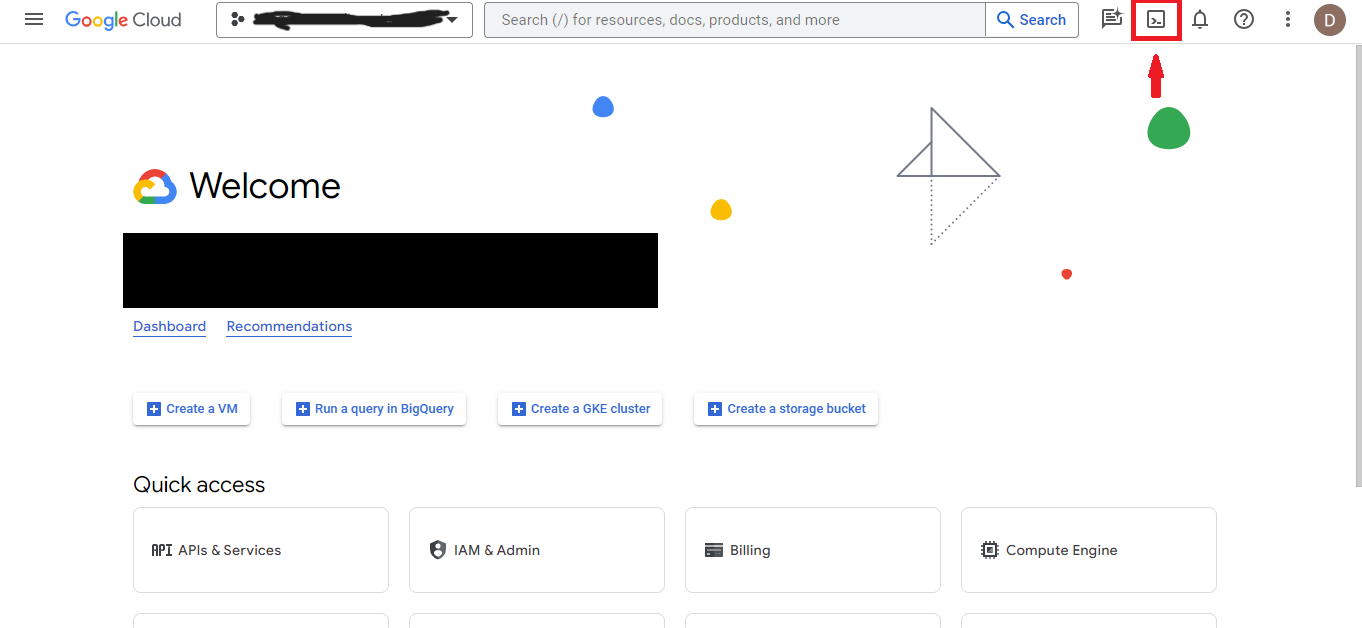 Google Cloud
Search (/) for resources, docs, products, and more
Search
D
Welcome
Dashboard Recommendations
Create a VM
Run a query in BigQuery
Create a GKE cluster
Create a storage bucket
Quick access
API APIs & Services
IAM & Admin
Billing
Compute Engine